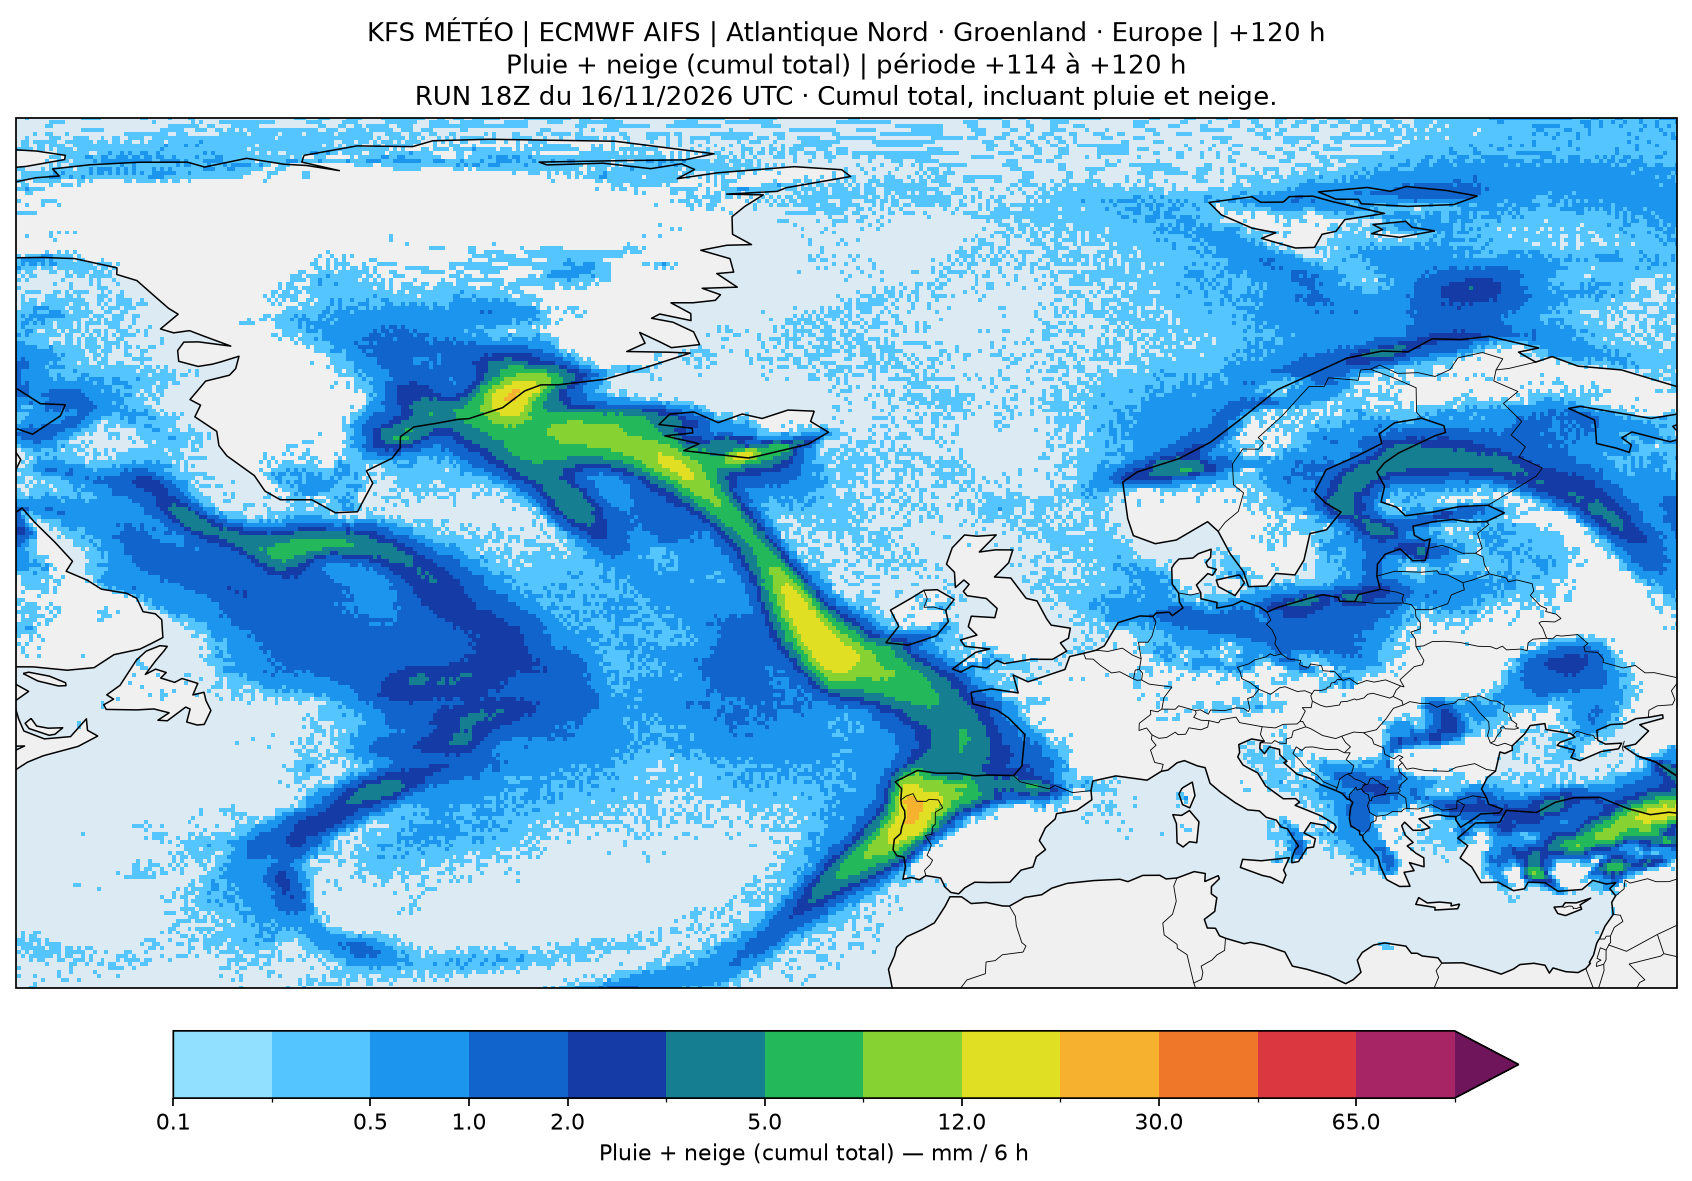 KFS MÉTÉO | ECMWF AIFS | Atlantique Nord · Groenland · Europe | +120 h
Pluie + neige (cumul total) | période +114 à +120 h
RUN 18Z du 16/11/2026 UTC · Cumul total, incluant pluie et neige.
0.1 0.5 1.0 2.0 5.0 12.0 30.0 65.0
Pluie + neige (cumul total) — mm / 6 h